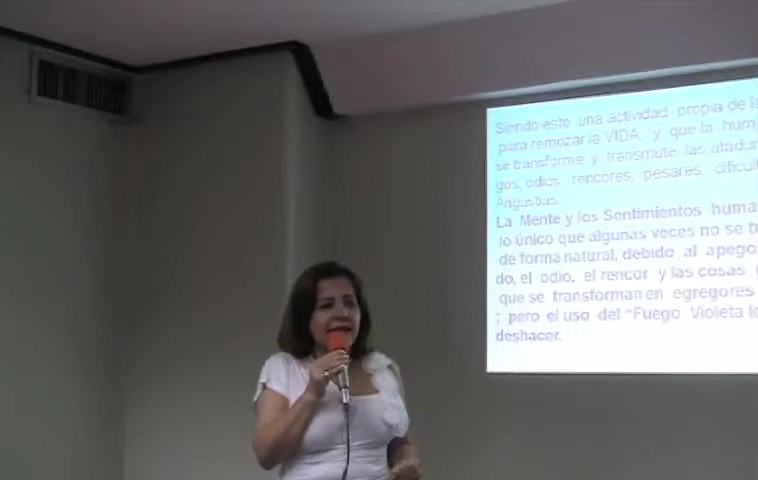 Siendo esto una actividad propia de la
para remozar la VIDA, y que la hum
se transforme y transmute las atadu
gos, odios, rencores, pesares, dificul
Angustias.
La Mente y los Sentimientos huma
lo único que algunas veces no se tr
de forma natural, debido al apego
do, el odio, el rencor y las cosas
que se transforman en egregores
; pero el uso del "Fuego Violeta lo
deshacer.